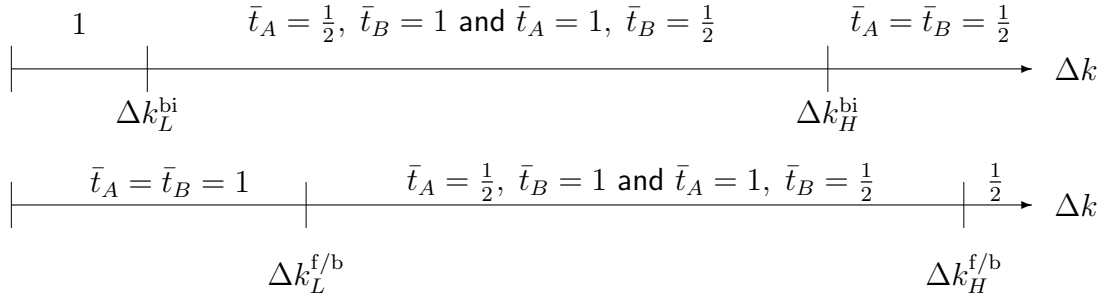 1 t̄_A = 1/2, t̄_B = 1 and t̄_A = 1, t̄_B = 1/2 t̄_A = t̄_B = 1/2
Δk
Δk_L^bi Δk_H^bi
t̄_A = t̄_B = 1 t̄_A = 1/2, t̄_B = 1 and t̄_A = 1, t̄_B = 1/2 1/2
Δk
Δk_L^f/b Δk_H^f/b